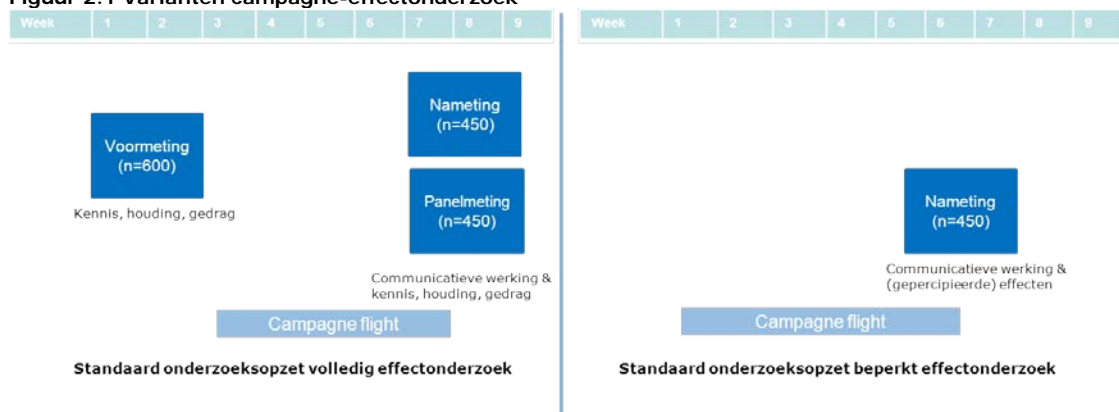 Figuur 2.1 Varianten campagne-effectonderzoek
Week 1 2 3 4 5 6 7 8 9
Voormeting
(n=600)
Kennis, houding, gedrag
Nameting
(n=450)
Panelmeting
(n=450)
Communicatieve werking &
kennis, houding, gedrag
Campagne flight
Standaard onderzoeksopzet volledig effectonderzoek
Week 1 2 3 4 5 6 7 8 9
Nameting
(n=450)
Communicatieve werking &
(gepercipieerde) effecten
Campagne flight
Standaard onderzoeksopzet beperkt effectonderzoek